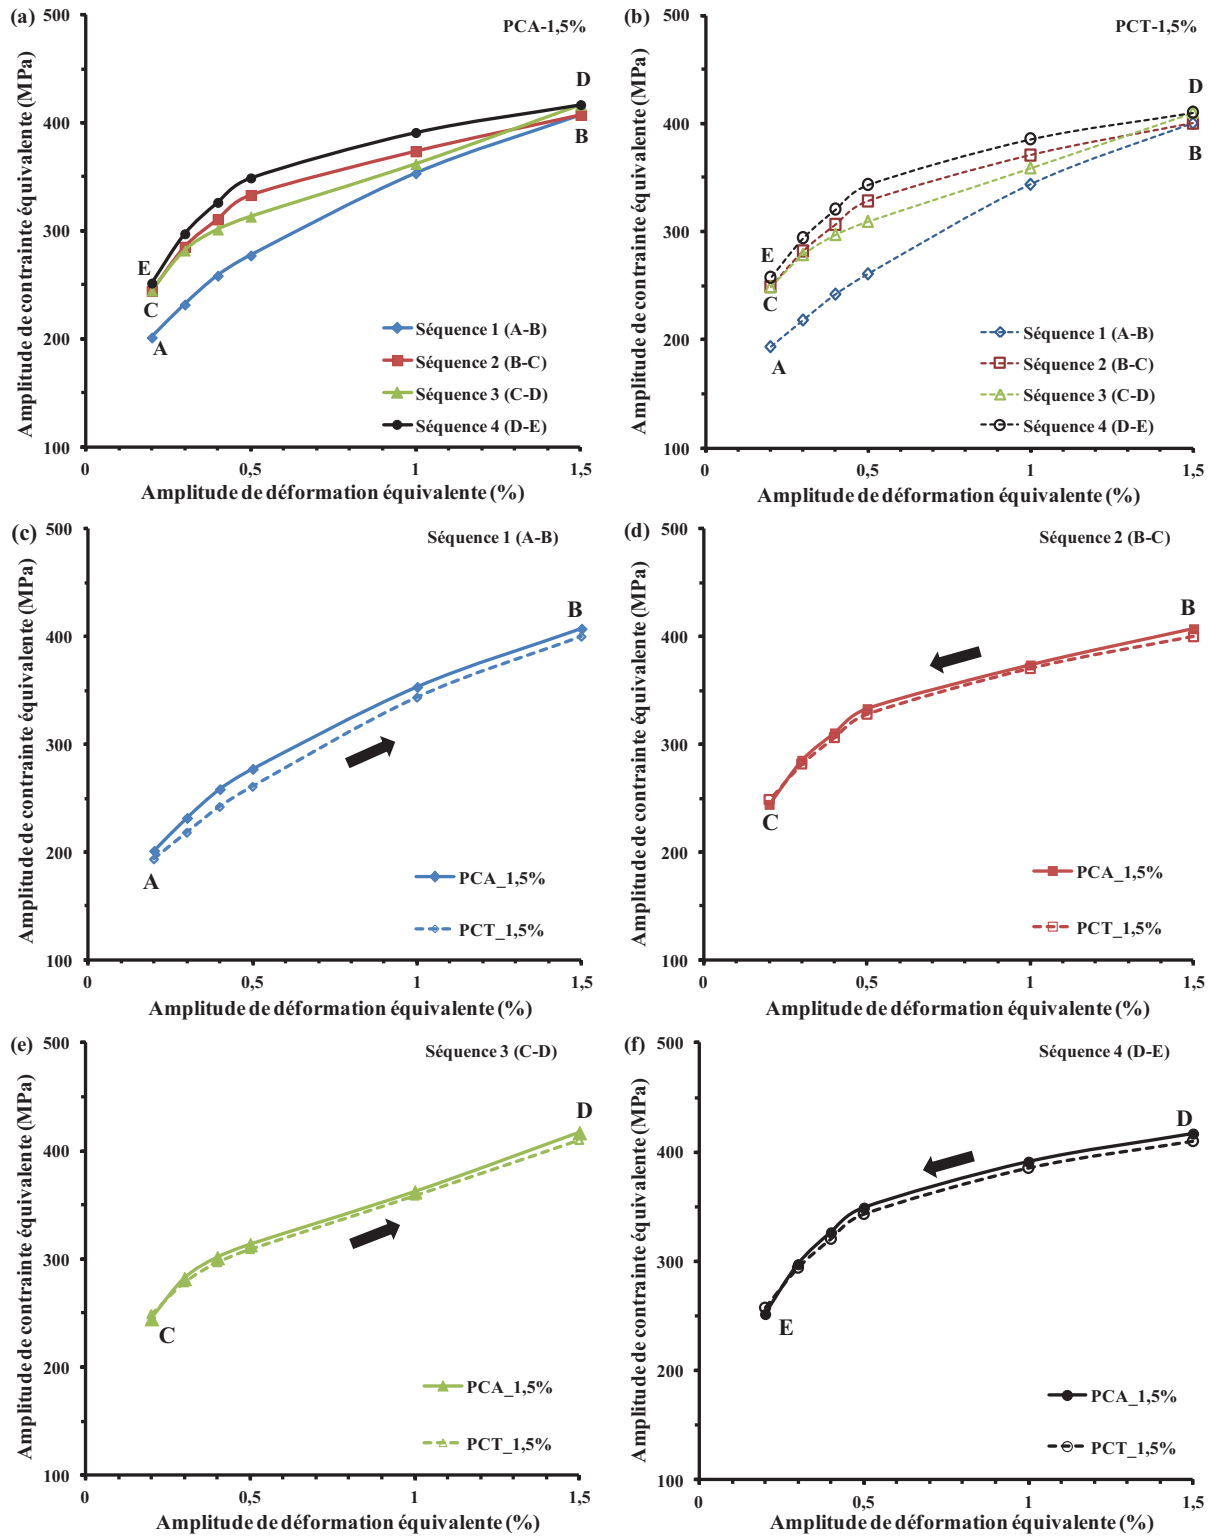 (a)
PCA-1,5%
500
400
300
200
100
0
0,5
1
1,5
Amplitude de contrainte équivalente (MPa)
Amplitude de déformation équivalente (%)
A
B
C
D
E
Séquence 1 (A-B)
Séquence 2 (B-C)
Séquence 3 (C-D)
Séquence 4 (D-E)
(b)
PCT-1,5%
500
400
300
200
100
0
0,5
1
1,5
Amplitude de contrainte équivalente (MPa)
Amplitude de déformation équivalente (%)
A
B
C
D
E
Séquence 1 (A-B)
Séquence 2 (B-C)
Séquence 3 (C-D)
Séquence 4 (D-E)
(c)
Séquence 1 (A-B)
500
400
300
200
100
0
0,5
1
1,5
Amplitude de contrainte équivalente (MPa)
Amplitude de déformation équivalente (%)
A
B
PCA_1,5%
PCT_1,5%
(d)
Séquence 2 (B-C)
500
400
300
200
100
0
0,5
1
1,5
Amplitude de contrainte équivalente (MPa)
Amplitude de déformation équivalente (%)
B
C
PCA_1,5%
PCT_1,5%
(e)
Séquence 3 (C-D)
500
400
300
200
100
0
0,5
1
1,5
Amplitude de contrainte équivalente (MPa)
Amplitude de déformation équivalente (%)
C
D
PCA_1,5%
PCT_1,5%
(f)
Séquence 4 (D-E)
500
400
300
200
100
0
0,5
1
1,5
Amplitude de contrainte équivalente (MPa)
Amplitude de déformation équivalente (%)
D
E
PCA_1,5%
PCT_1,5%